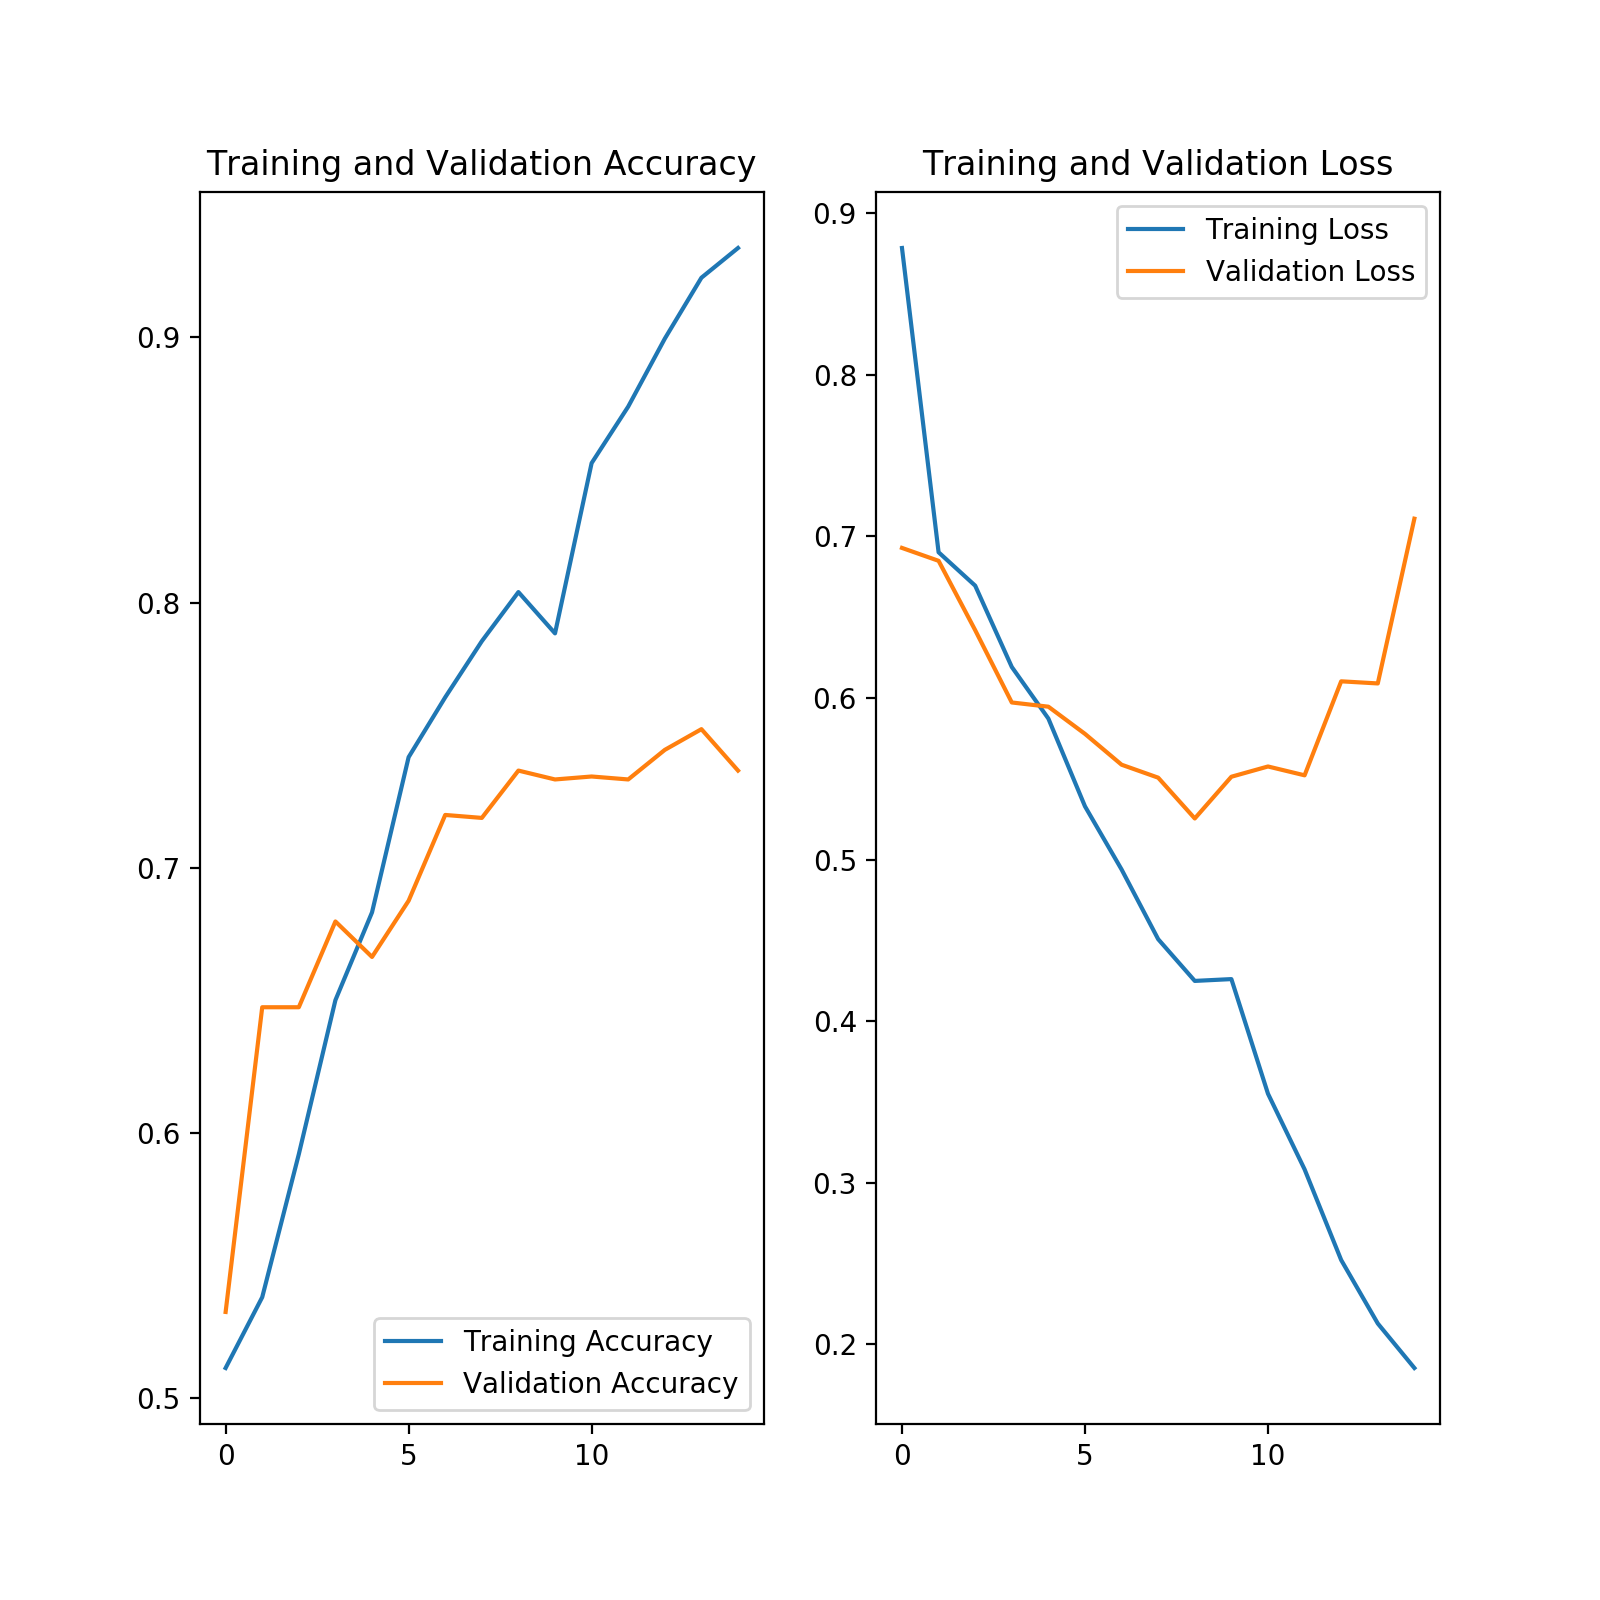 Training and Validation Accuracy
0.9
0.8
0.7
0.6
0.5
0 5 10
Training Accuracy
Validation Accuracy
Training and Validation Loss
0.9
0.8
0.7
0.6
0.5
0.4
0.3
0.2
0 5 10
Training Loss
Validation Loss